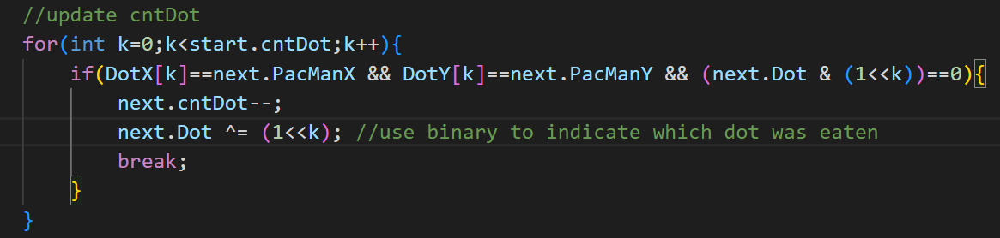 //update cntDot
for(int k=0;k<start.cntDot;k++){
if(DotX[k]==next.PacManX && DotY[k]==next.PacManY && (next.Dot & (1<<k))==0){
next.cntDot--;
next.Dot ^= (1<<k); //use binary to indicate which dot was eaten
break;
}
}